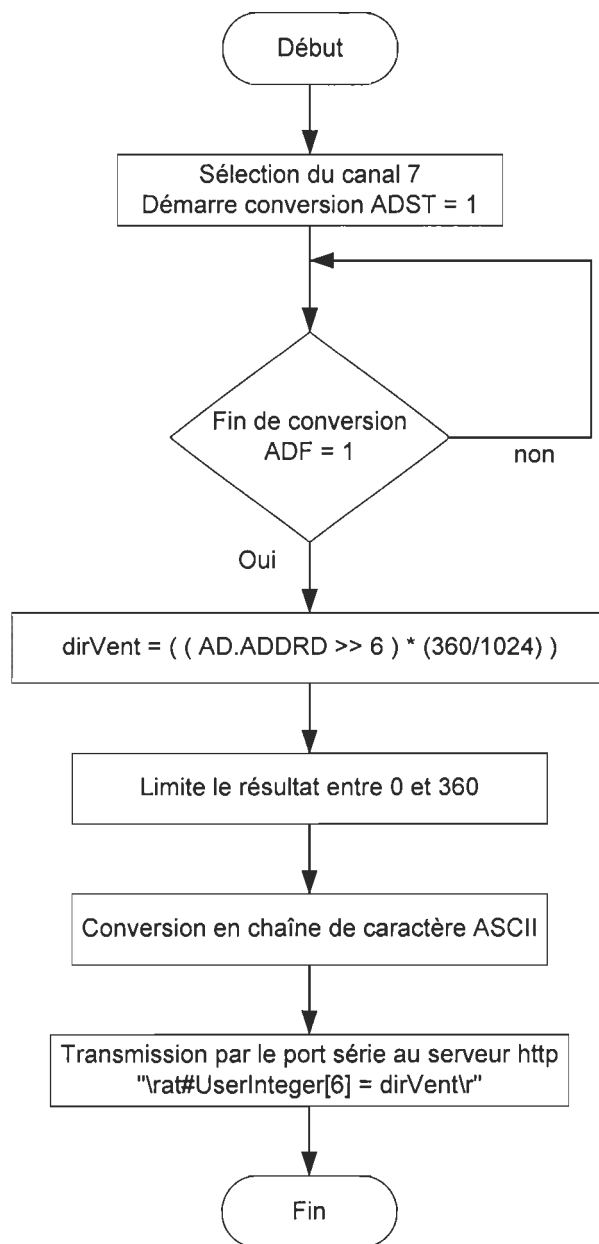 Début
Sélection du canal 7
Démarre conversion ADST = 1
Fin de conversion
ADF = 1
non
Oui
dirVent = ( ( AD.ADDRD >> 6 ) * (360/1024) )
Limite le résultat entre 0 et 360
Conversion en chaîne de caractère ASCII
Transmission par le port série au serveur http
"\rat#UserInteger[6] = dirVent\r"
Fin